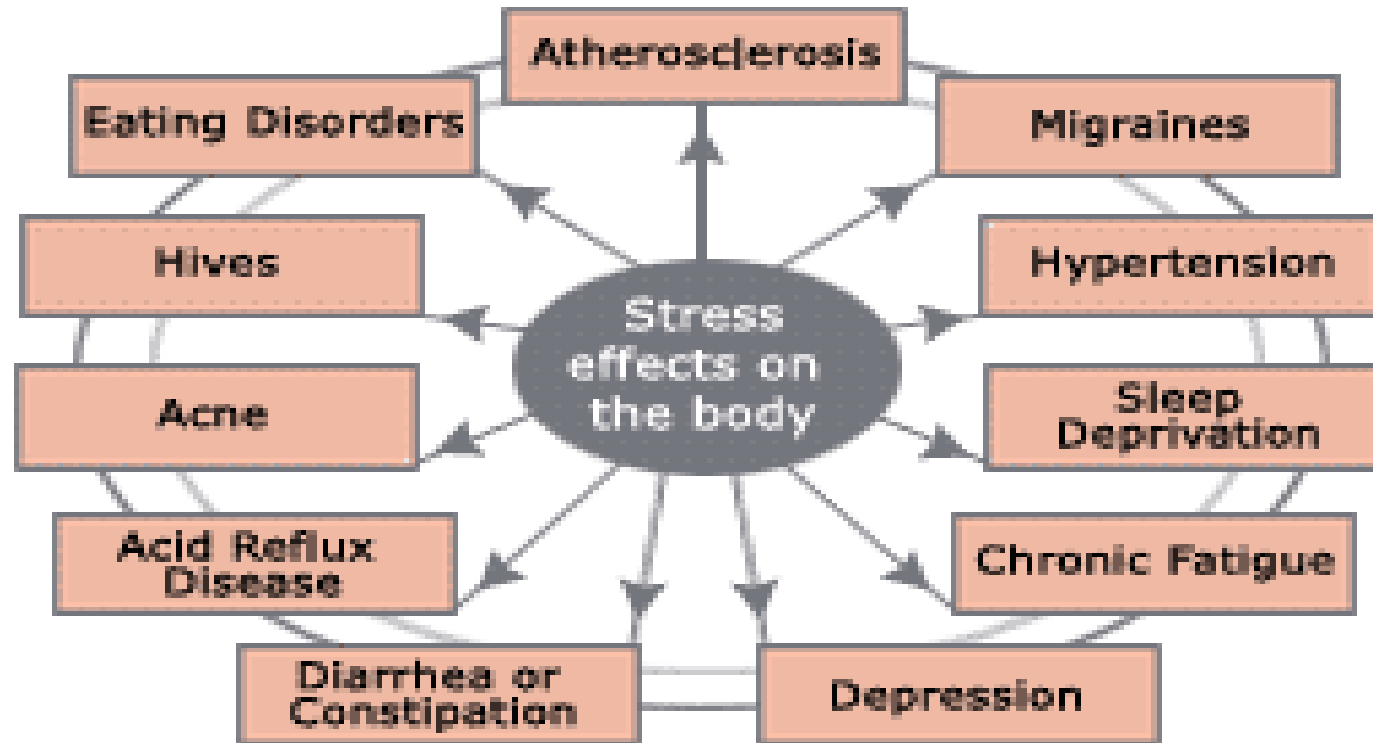 Atherosclerosis
Eating Disorders
Migraines
Hives
Hypertension
Stress
effects on
the body
Acne
Sleep
Deprivation
Acid Reflux
Disease
Chronic Fatigue
Diarrhea or
Constipation
Depression